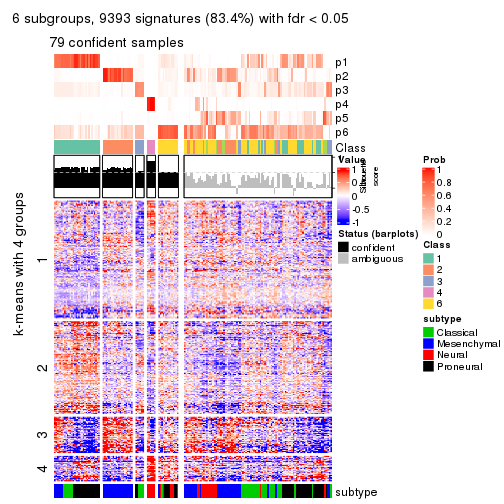 6 subgroups, 9393 signatures (83.4%) with fdr < 0.05
79 confident samples
p1
p2
p3
p4
p5
p6
Class
k-means with 4 groups
1
2
3
4
subtype
Silhouette
score
Value
1
0.5
0
-0.5
-1
Status (barplots)
confident
ambiguous
Prob
1
0.8
0.6
0.4
0.2
0
Class
1
2
3
4
6
subtype
Classical
Mesenchymal
Neural
Proneural